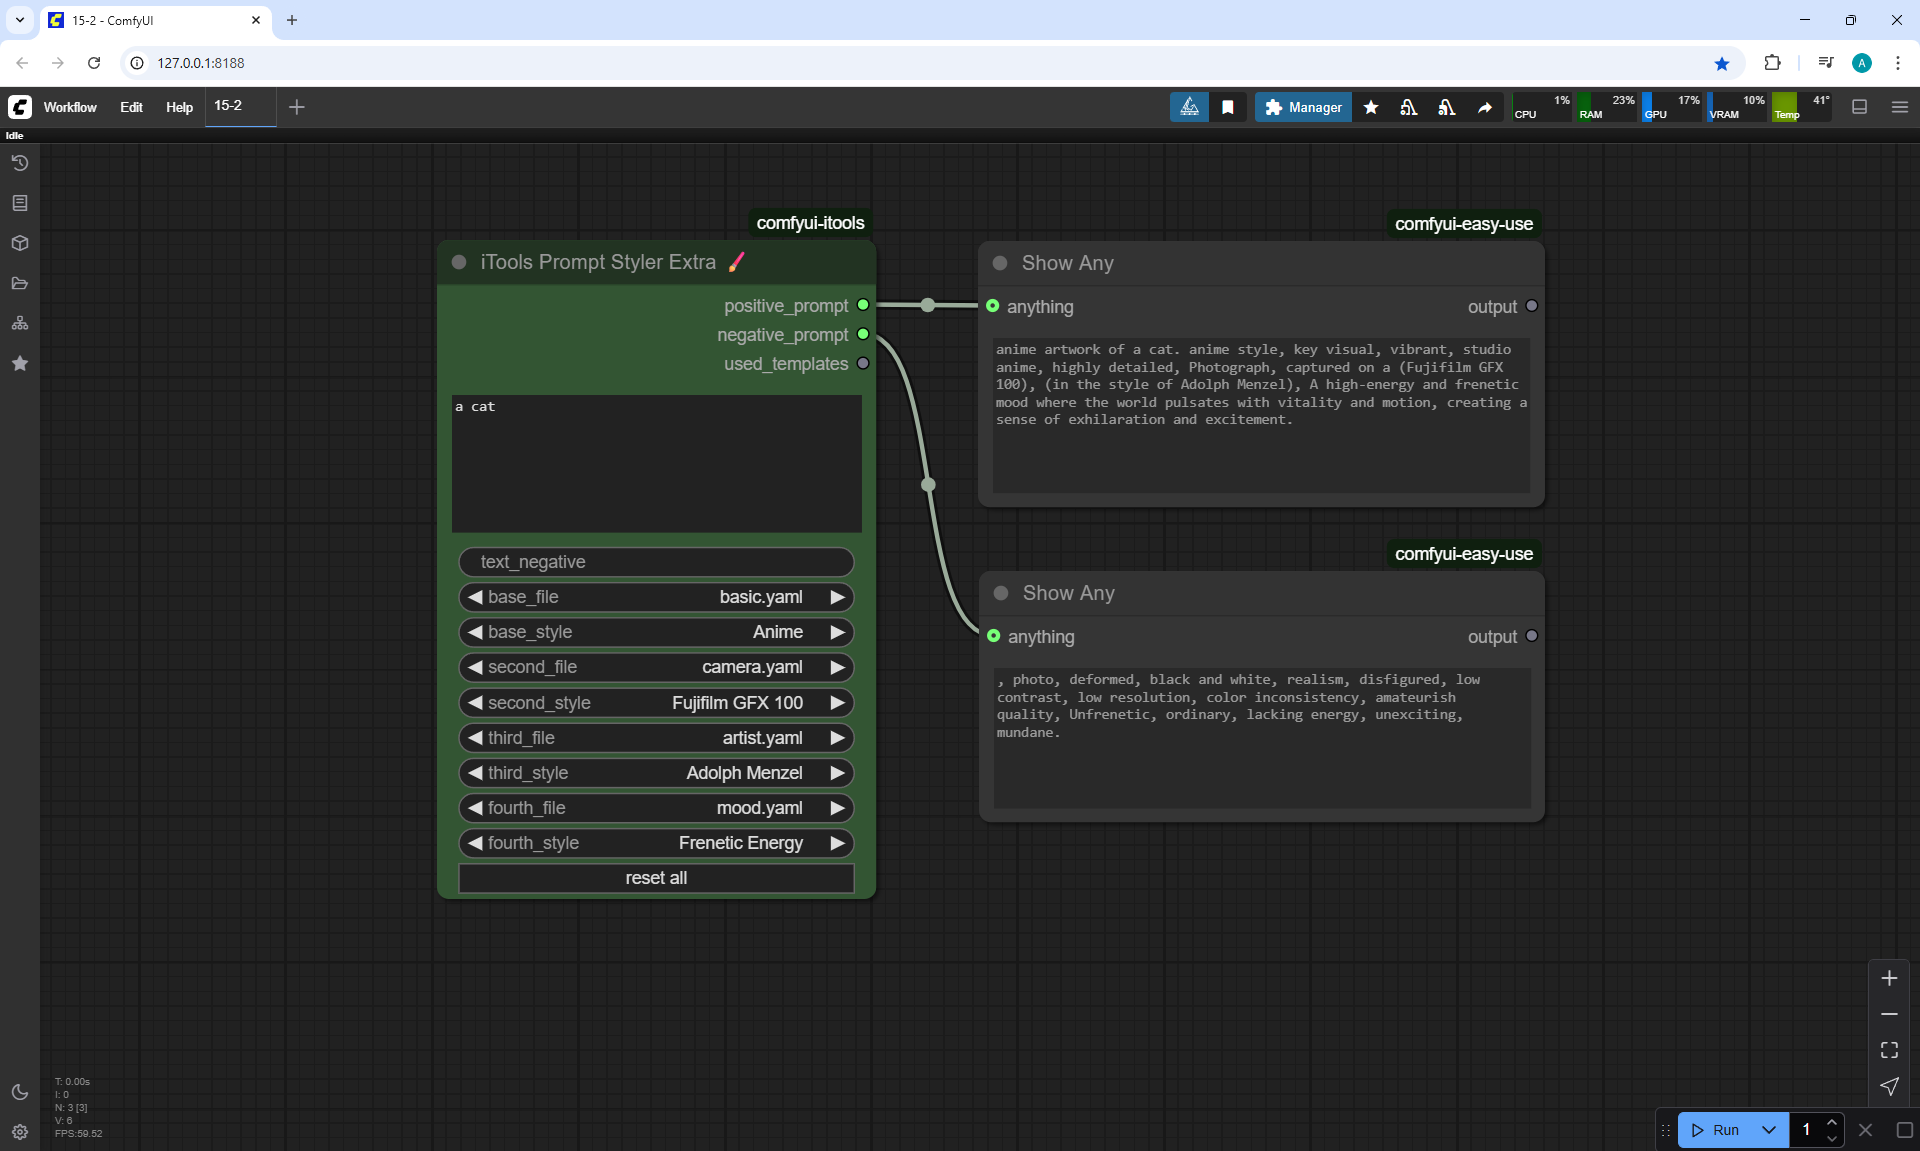 15-2 - ComfyUI
127.0.0.1:8188
Workflow Edit Help 15-2
Manager
CPU 1% RAM 23% GPU 17% VRAM 10% Temp 41°
Idle
comfyui-itools
iTools Prompt Styler Extra
positive_prompt
negative_prompt
used_templates
a cat
text_negative
base_file basic.yaml
base_style Anime
second_file camera.yaml
second_style Fujifilm GFX 100
third_file artist.yaml
third_style Adolph Menzel
fourth_file mood.yaml
fourth_style Frenetic Energy
reset all
comfyui-easy-use
Show Any
anything output
anime artwork of a cat. anime style, key visual, vibrant, studio
anime, highly detailed, Photograph, captured on a (Fujifilm GFX
100), (in the style of Adolph Menzel), A high-energy and frenetic
mood where the world pulsates with vitality and motion, creating a
sense of exhilaration and excitement.
comfyui-easy-use
Show Any
anything output
, photo, deformed, black and white, realism, disfigured, low
contrast, low resolution, color inconsistency, amateurish
quality, Unfrenetic, ordinary, lacking energy, unexciting,
mundane.
T: 0.00s
I: 0
N: 3 [3]
V: 6
FPS:59.52
Run 1
A